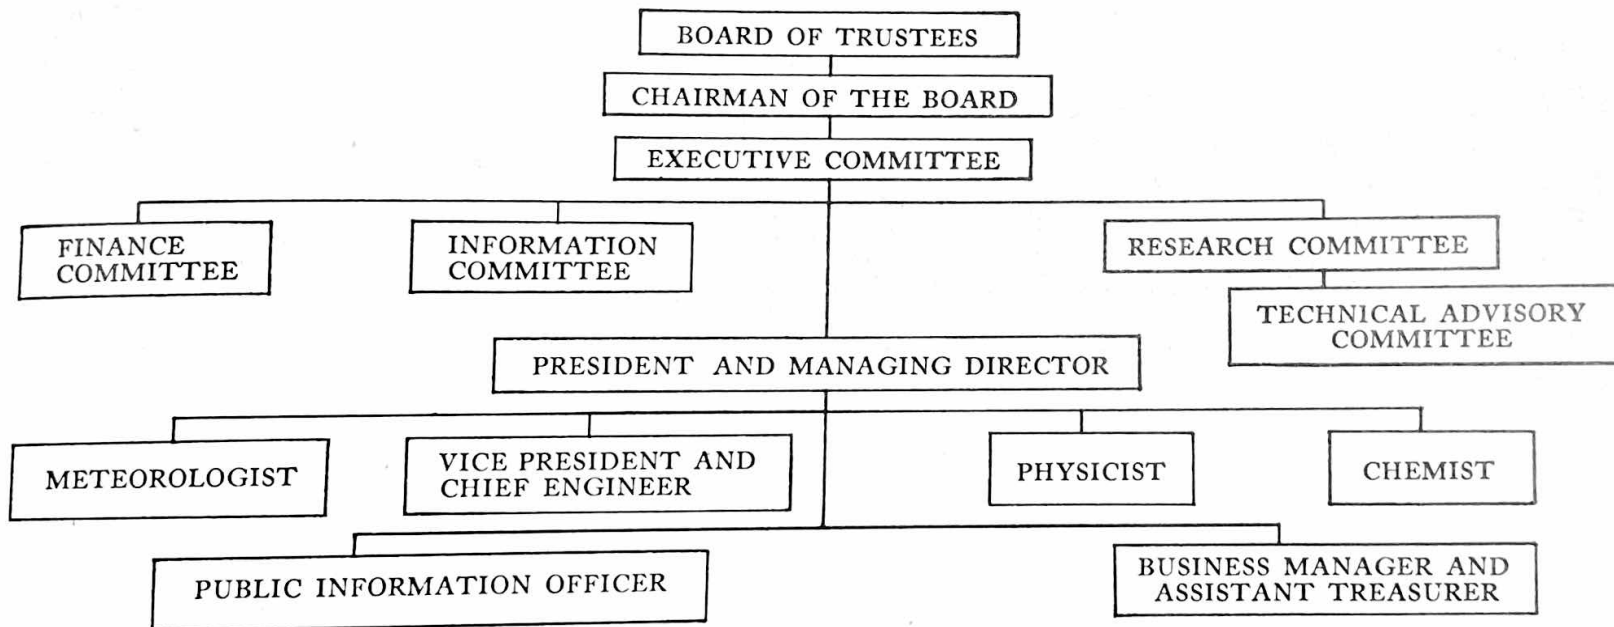 BOARD OF TRUSTEES
CHAIRMAN OF THE BOARD
EXECUTIVE COMMITTEE
FINANCE
COMMITTEE
INFORMATION
COMMITTEE
RESEARCH COMMITTEE
TECHNICAL ADVISORY
COMMITTEE
PRESIDENT AND MANAGING DIRECTOR
METEOROLOGIST
VICE PRESIDENT AND
CHIEF ENGINEER
PHYSICIST
CHEMIST
PUBLIC INFORMATION OFFICER
BUSINESS MANAGER AND
ASSISTANT TREASURER